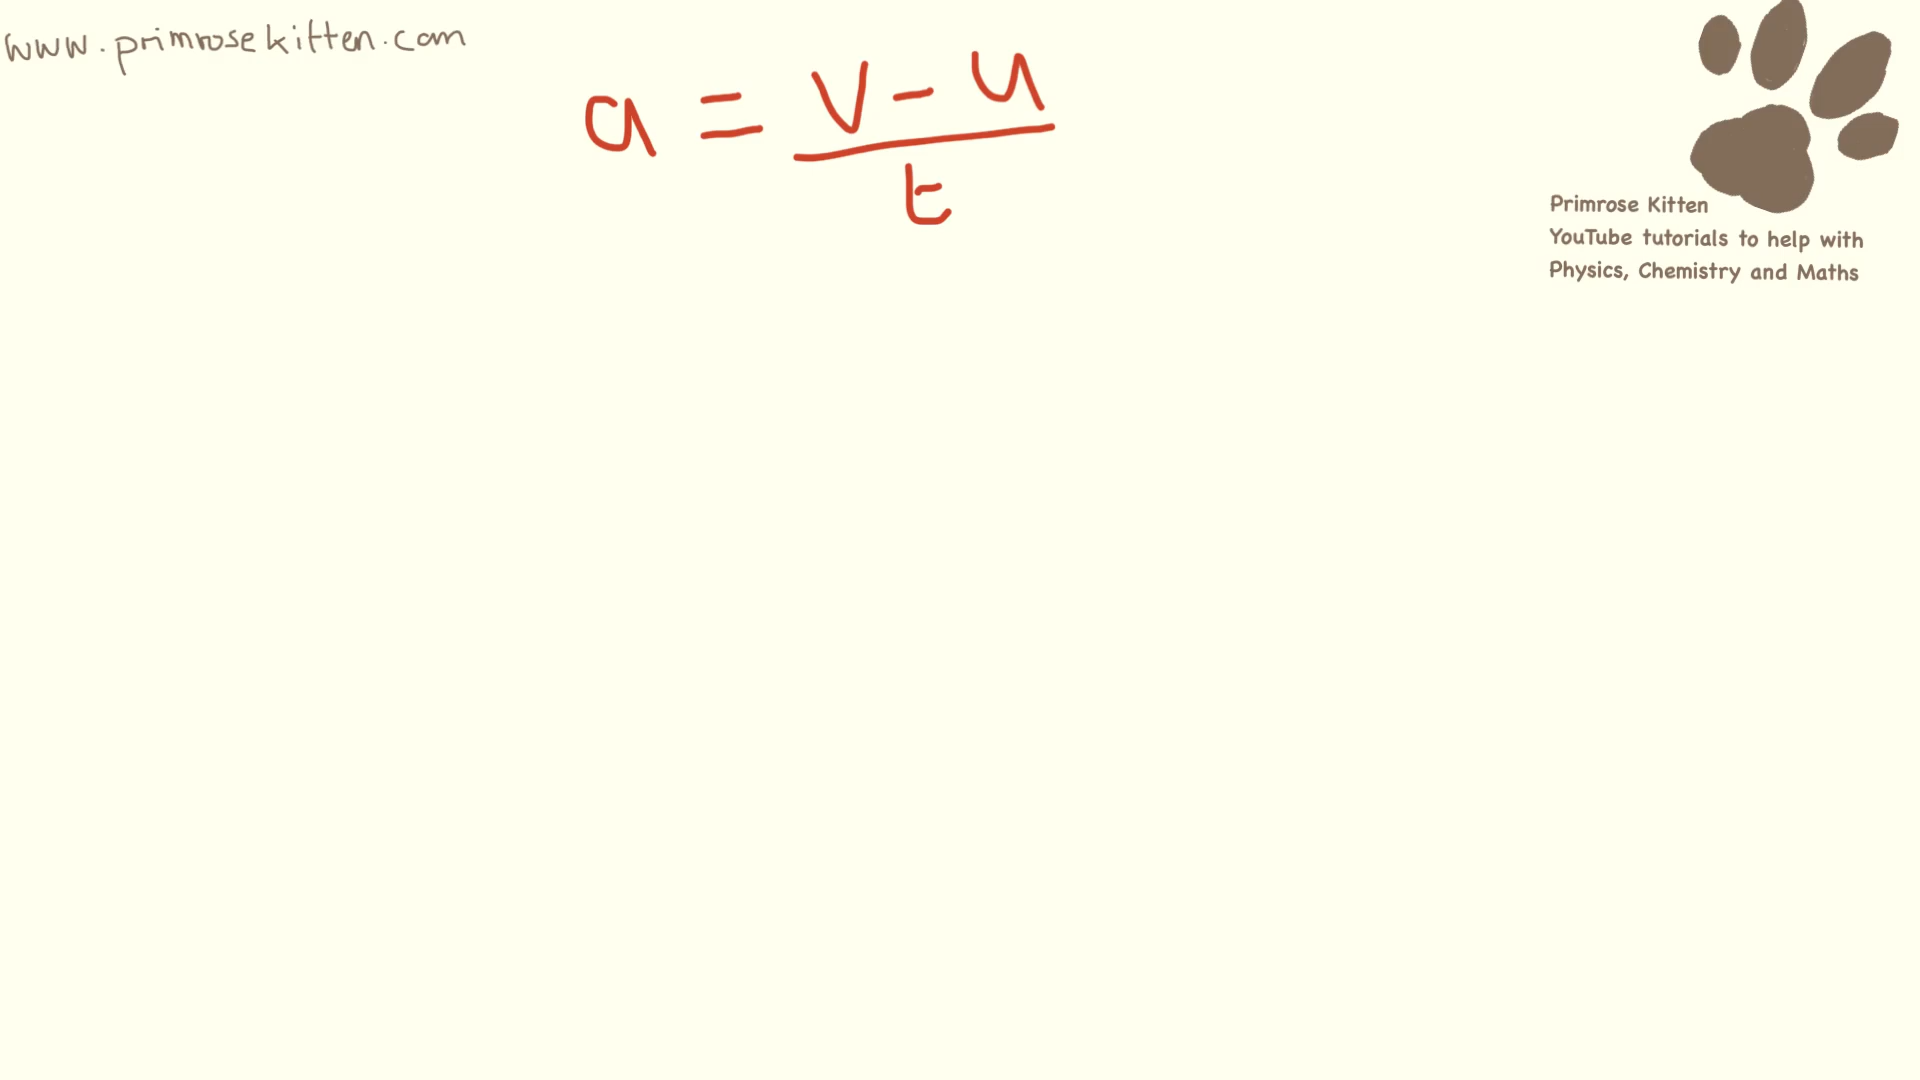 www.primrosekitten.com
a = v - u
t
Primrose Kitten
YouTube tutorials to help with
Physics, Chemistry and Maths